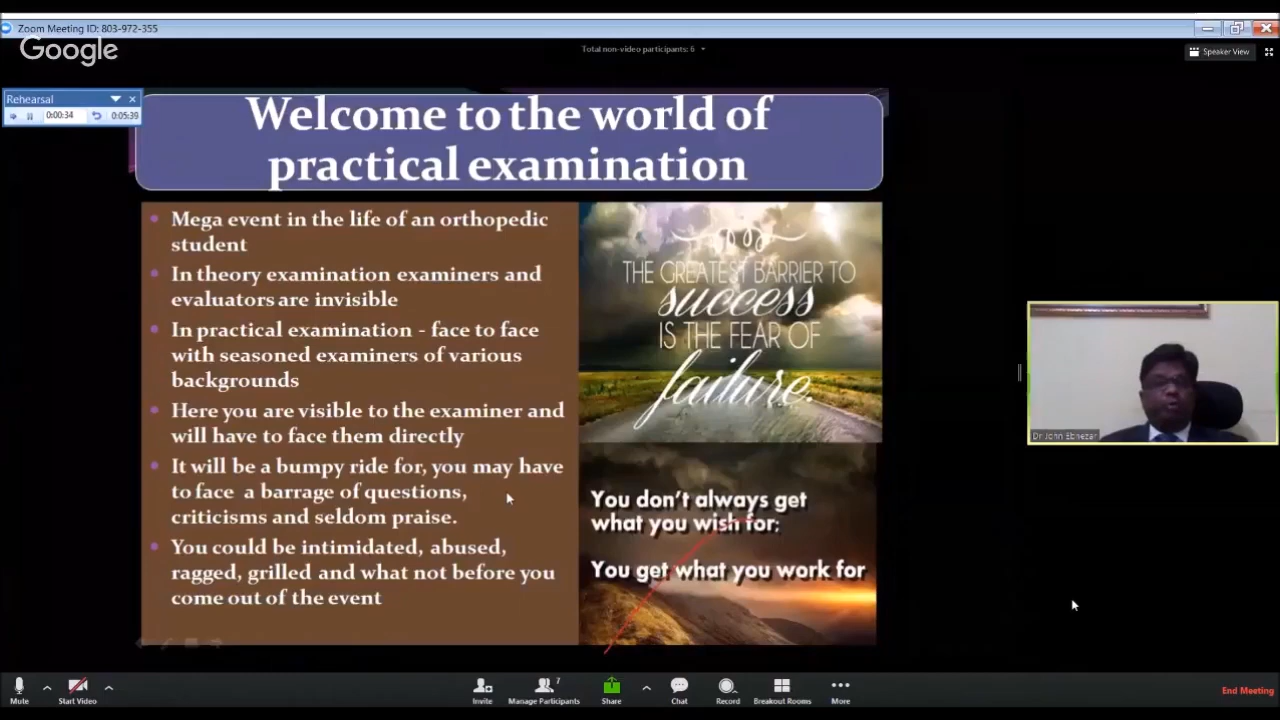 Zoom Meeting ID: 803-972-355
Google
Total non-video participants: 6
Speaker View
Rehearsal
0:00:34
0:05:39
Welcome to the world of
practical examination
Mega event in the life of an orthopedic
student
In theory examination examiners and
evaluators are invisible
In practical examination - face to face
with seasoned examiners of various
backgrounds
Here you are visible to the examiner and
will have to face them directly
It will be a bumpy ride for, you may have
to face a barrage of questions,
criticisms and seldom praise.
You could be intimidated, abused,
ragged, grilled and what not before you
come out of the event
THE GREATEST BARRIER TO
success
IS THE FEAR OF
failure.
You don't always get
what you wish for;
You get what you work for
Dr John Ebnezar
Mute
Start Video
Invite
7
Manage Participants
Share
Chat
Record
Breakout Rooms
More
End Meeting